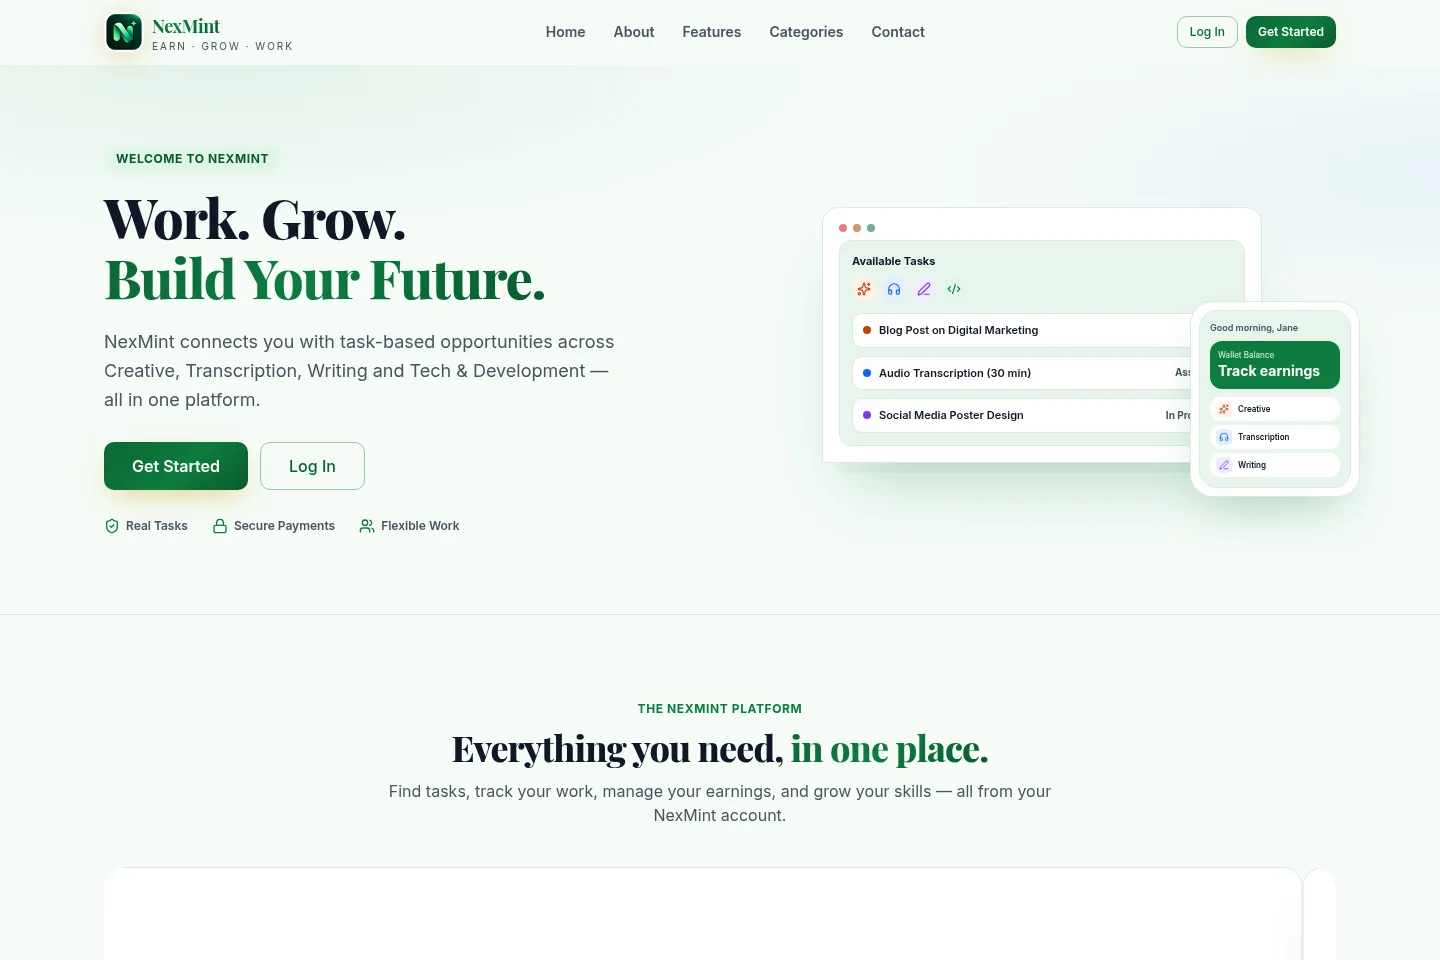 NexMint
EARN · GROW · WORK
Home
About
Features
Categories
Contact
Log In
Get Started
WELCOME TO NEXMINT
Work. Grow.
Build Your Future.
NexMint connects you with task-based opportunities across
Creative, Transcription, Writing and Tech & Development —
all in one platform.
Get Started
Log In
Real Tasks
Secure Payments
Flexible Work
Available Tasks
Blog Post on Digital Marketing
Audio Transcription (30 min)
Social Media Poster Design
In Pro
Good morning, Jane
Wallet Balance
Track earnings
Creative
Transcription
Writing
THE NEXMINT PLATFORM
Everything you need, in one place.
Find tasks, track your work, manage your earnings, and grow your skills — all from your
NexMint account.